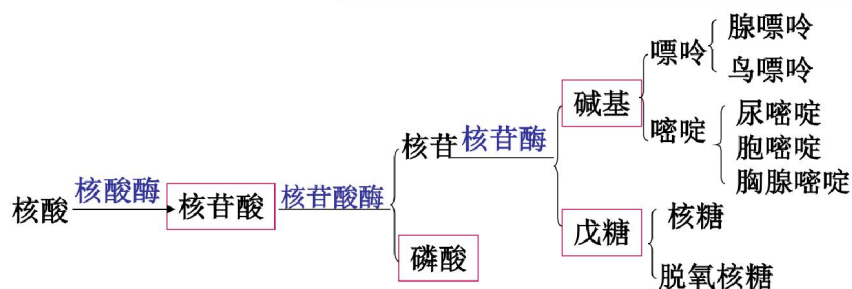 核酸
核酸酶
核苷酸
核苷酸酶
核苷
核苷酶
磷酸
碱基
嘌呤
腺嘌呤
鸟嘌呤
嘧啶
尿嘧啶
胞嘧啶
胸腺嘧啶
戊糖
核糖
脱氧核糖